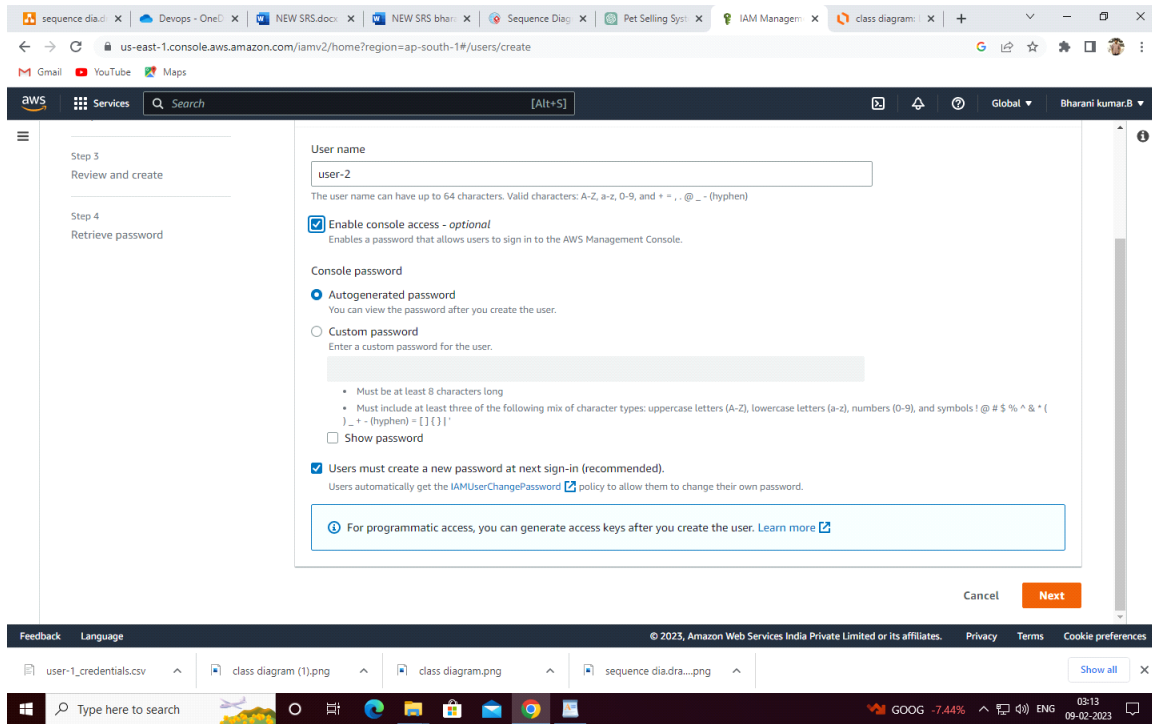 sequence dia.d
Devops - OneD
NEW SRS.docx
NEW SRS bhara
Sequence Diag
Pet Selling Syst
IAM Managem
class diagram:
us-east-1.console.aws.amazon.com/iamv2/home?region=ap-south-1#/users/create
Gmail
YouTube
Maps
aws
Services
Search
[Alt+S]
Global
Bharani kumar.B
Step 3
Review and create
Step 4
Retrieve password
User name
user-2
The user name can have up to 64 characters. Valid characters: A-Z, a-z, 0-9, and + = , . @ _ - (hyphen)
Enable console access - optional
Enables a password that allows users to sign in to the AWS Management Console.
Console password
Autogenerated password
You can view the password after you create the user.
Custom password
Enter a custom password for the user.
• Must be at least 8 characters long
• Must include at least three of the following mix of character types: uppercase letters (A-Z), lowercase letters (a-z), numbers (0-9), and symbols ! @ # $ % ^ & * (
) _ + - (hyphen) = [ ] { } | '
Show password
Users must create a new password at next sign-in (recommended).
Users automatically get the IAMUserChangePassword policy to allow them to change their own password.
For programmatic access, you can generate access keys after you create the user. Learn more
Cancel
Next
Feedback
Language
© 2023, Amazon Web Services India Private Limited or its affiliates.
Privacy
Terms
Cookie preferences
user-1_credentials.csv
class diagram (1).png
class diagram.png
sequence dia.dra....png
Show all
Type here to search
GOOG -7.44%
ENG
03:13
09-02-2023